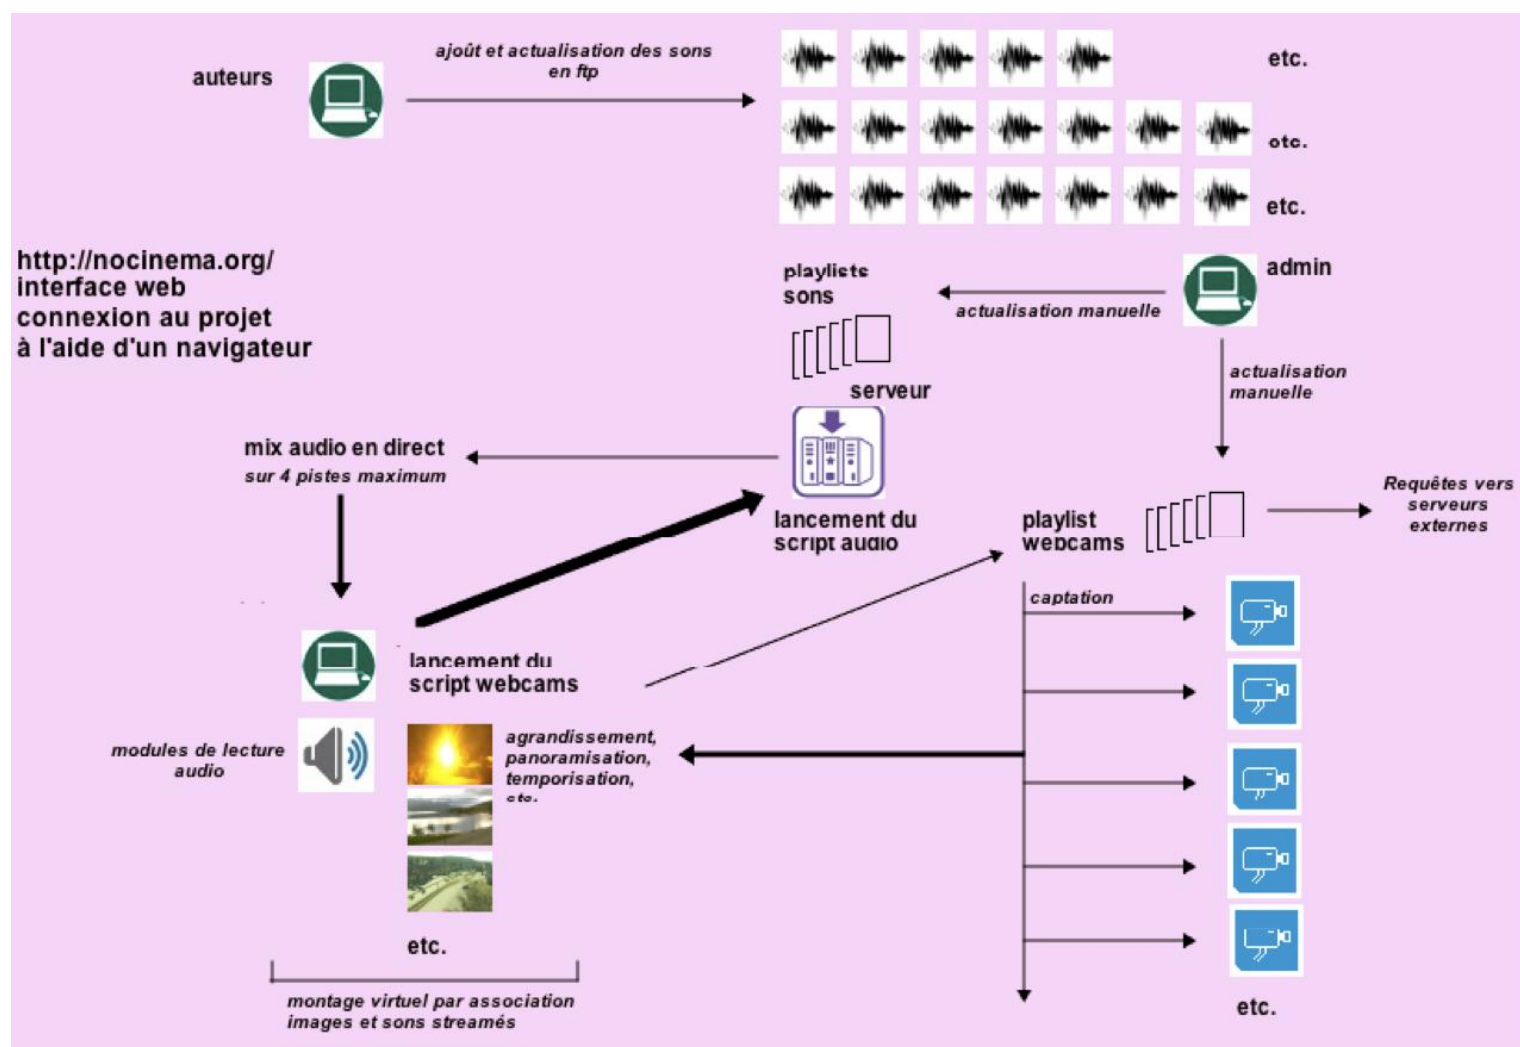 ajoût et actualisation des sons
en ftp
auteurs
etc.
etc.
etc.
http://nocinema.org/
interface web
connexion au projet
à l'aide d'un navigateur
playlists
sons
actualisation manuelle
admin
actualisation
manuelle
serveur
mix audio en direct
sur 4 pistes maximum
lancement du
script audio
playlist
webcams
Requêtes vers
serveurs
externes
captation
lancement du
script webcams
modules de lecture
audio
agrandissement,
panoramisation,
temporisation,
etc.
etc.
montage virtuel par association
images et sons streamés
etc.